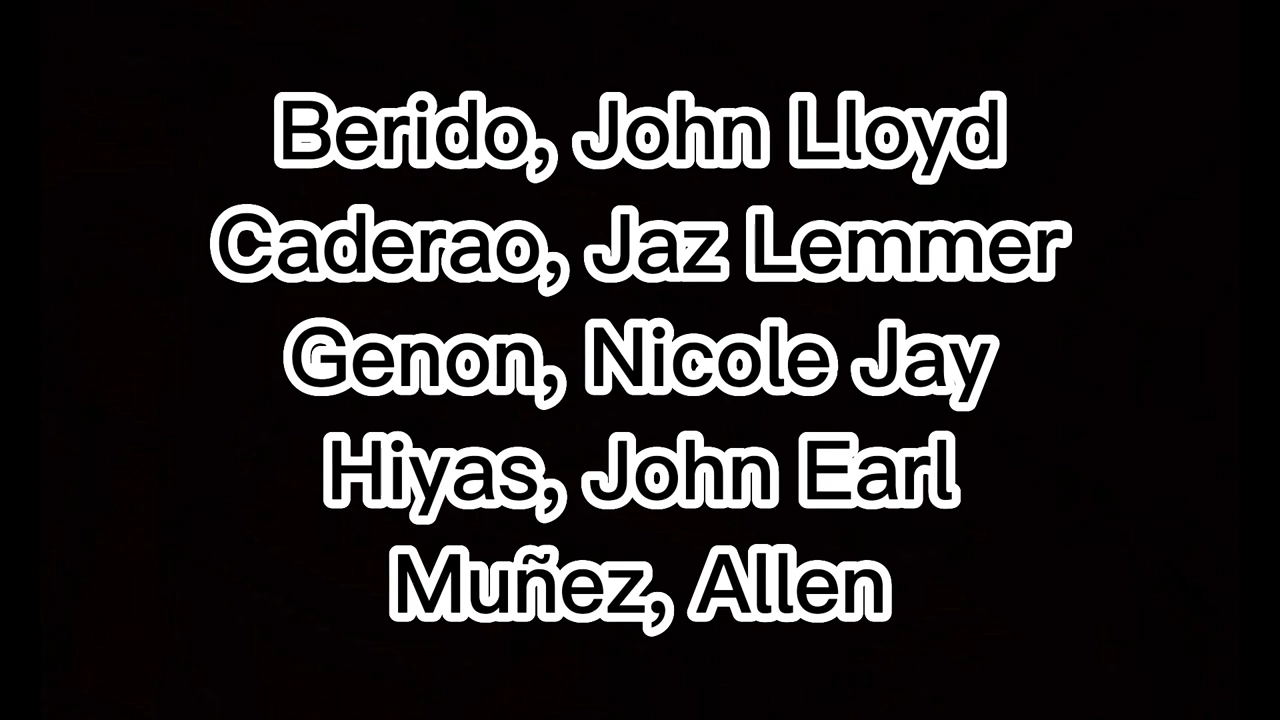 Berido, John Lloyd
Caderao, Jaz Lemmer
Genon, Nicole Jay
Hiyas, John Earl
Muñez, Allen